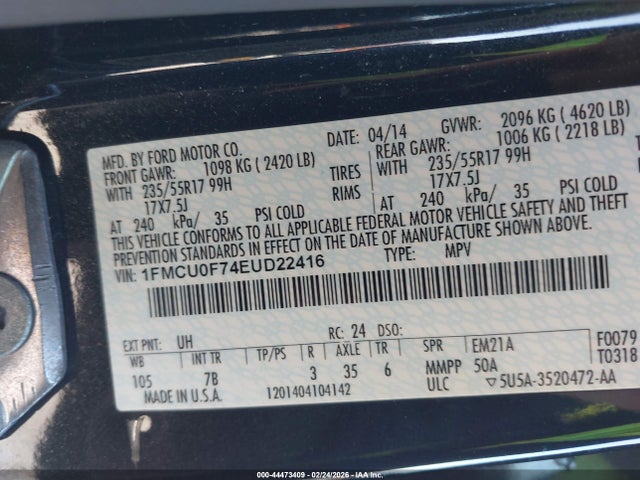 MFD. BY FORD MOTOR CO.
DATE: 04/14 GVWR: 2096 KG ( 4620 LB)
FRONT GAWR: 1098 KG ( 2420 LB) REAR GAWR: 1006 KG ( 2218 LB)
WITH 235/55R17 99H TIRES WITH 235/55R17 99H
17X7.5J RIMS 17X7.5J
AT 240 kPa/ 35 PSI COLD AT 240 kPa/ 35 PSI COLD
THIS VEHICLE CONFORMS TO ALL APPLICABLE FEDERAL MOTOR VEHICLE SAFETY AND THEFT
PREVENTION STANDARDS IN EFFECT ON THE DATE OF MANUFACTURE SHOWN ABOVE.
VIN: 1FMCU0F74EUD22416 TYPE: MPV
EXT PNT: UH RC: 24 DSO: F0079
WB INT TR TP/PS R AXLE TR SPR EM21A T0318
105 7B 3 35 6 MMPP 50A
MADE IN U.S.A. 1201404104142 ULC 5U5A-3520472-AA
000-44473409 - 02/24/2026 - IAA Inc.